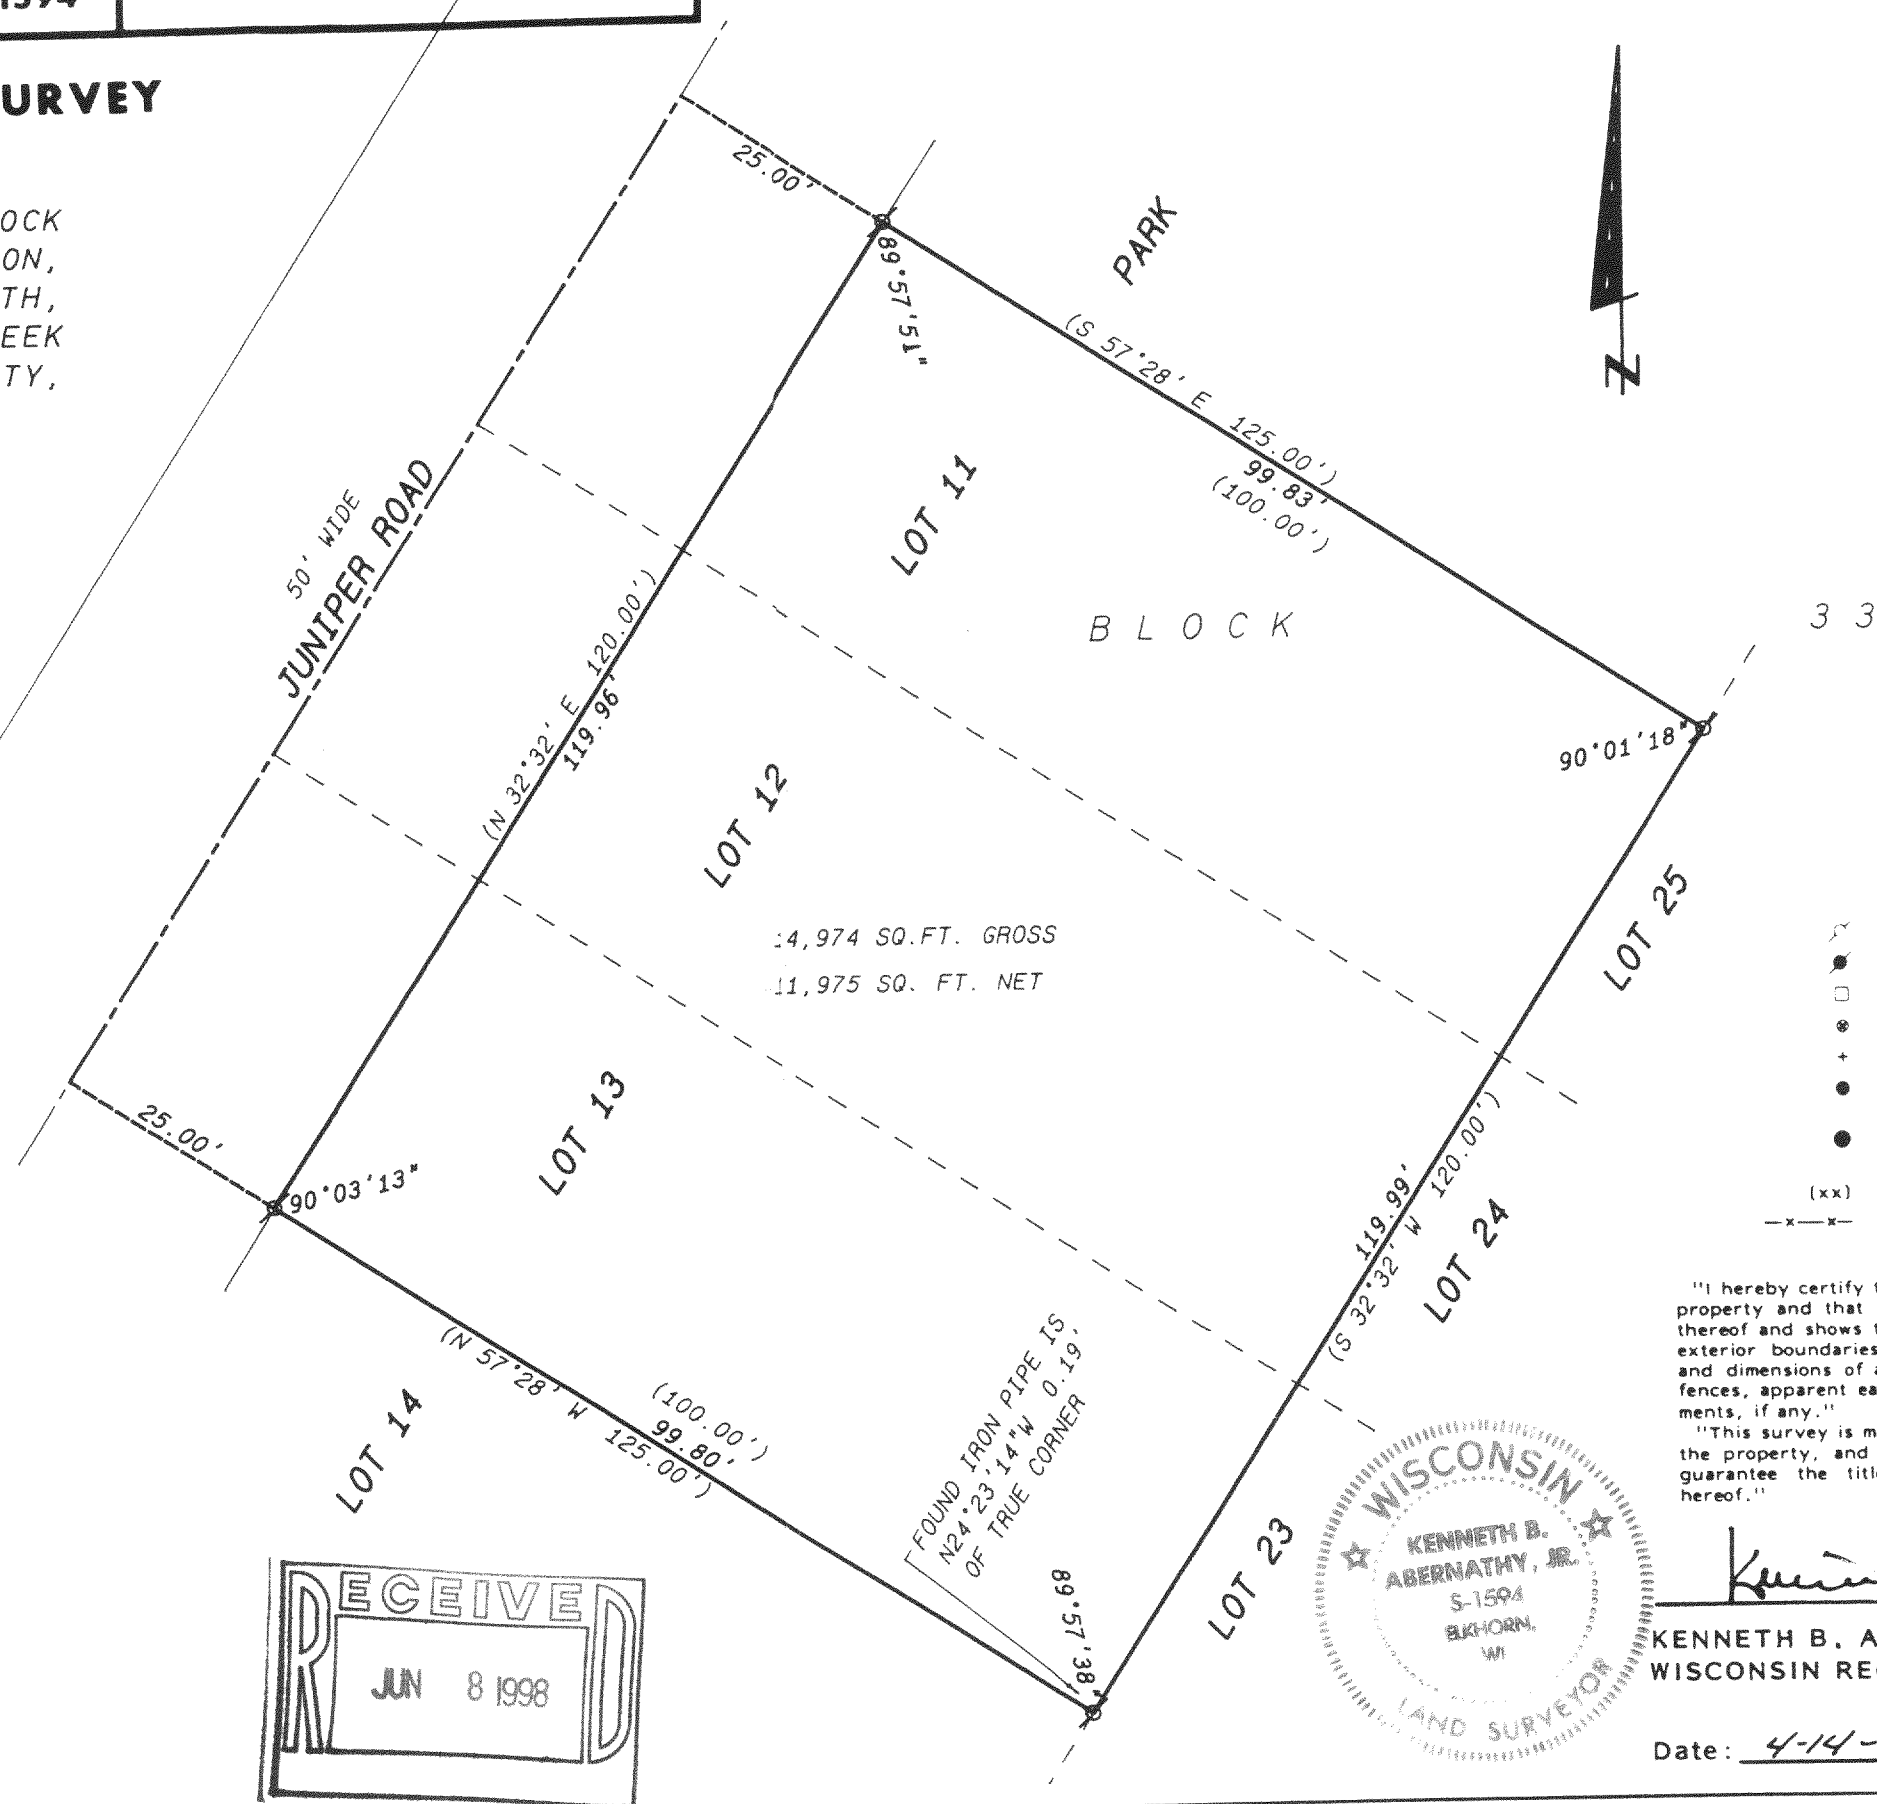 1594
URVEY
OCK
ON,
TH,
EEK
TY,
25.00'
PARK
89°57'51"
(S 57°28' E 125.00')
99.83'
(100.00')
50' WIDE
JUNIPER ROAD
LOT 11
BLOCK 33
(N 32°32' E 120.00')
119.96'
90°01'18"
LOT 12
LOT 25
4,974 SQ.FT. GROSS
11,975 SQ. FT. NET
LOT 13
25.00'
90°03'13"
119.99'
(S 32°32' W 120.00')
LOT 24
(xx)
—x—x—
(N 57°28' W 125.00')
(100.00')
99.80'
LOT 14
FOUND IRON PIPE IS
N24°23'14"W 0.19'
OF TRUE CORNER
89°57'38"
LOT 23
N
"I hereby certify
property and that
thereof and shows
exterior boundaries
and dimensions of
fences, apparent
ments, if any."
"This survey is
the property, and
guarantee the
hereof."
WISCONSIN
KENNETH B.
ABERNATHY, JR.
S-1594
ELKHORN,
WI
LAND SURVEYOR
KENNETH B. A
WISCONSIN RE
Date: 4-14-
RECEIVED
JUN 8 1998